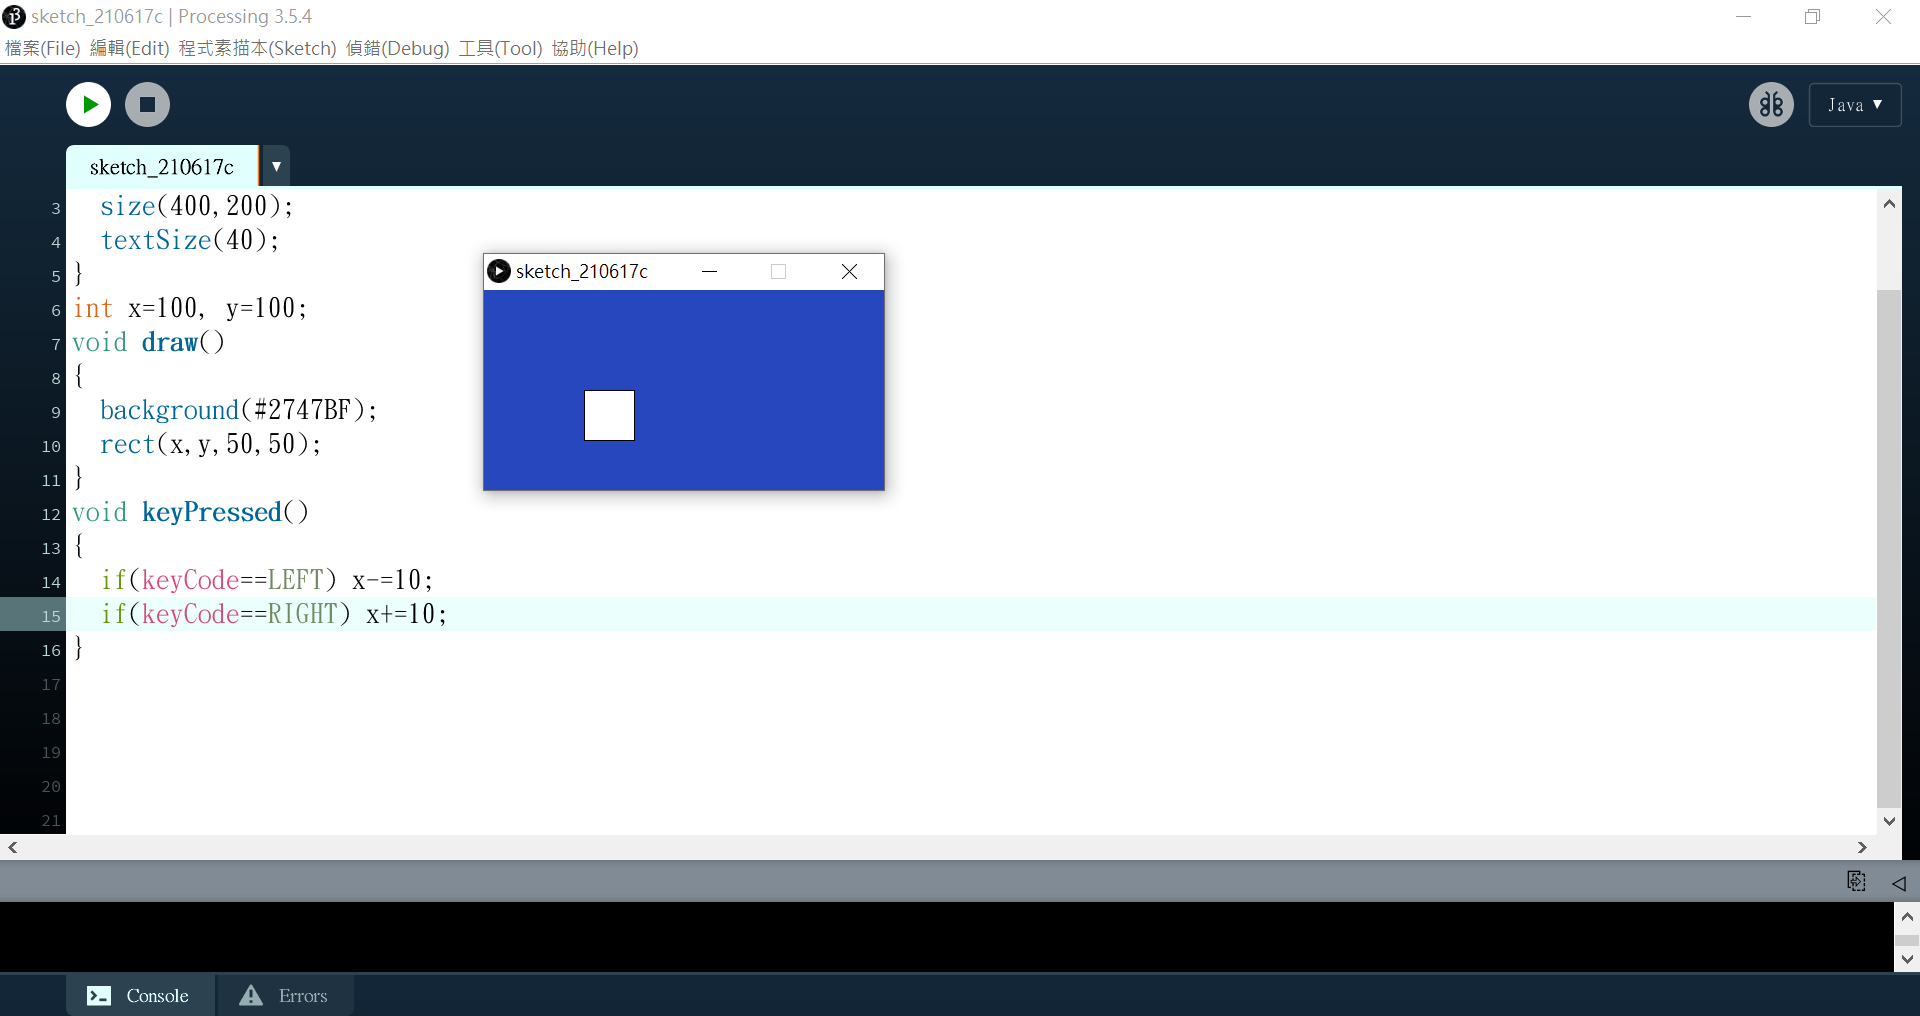 sketch_210617c | Processing 3.5.4
檔案(File) 編輯(Edit) 程式素描本(Sketch) 偵錯(Debug) 工具(Tool) 協助(Help)
Java ▼
sketch_210617c ▼
3 size(400,200);
4 textSize(40);
5 }
6 int x=100, y=100;
7 void draw()
8 {
9 background(#2747BF);
10 rect(x,y,50,50);
11 }
12 void keyPressed()
13 {
14 if(keyCode==LEFT) x-=10;
15 if(keyCode==RIGHT) x+=10;
16 }
17
18
19
20
21
sketch_210617c
Console Errors